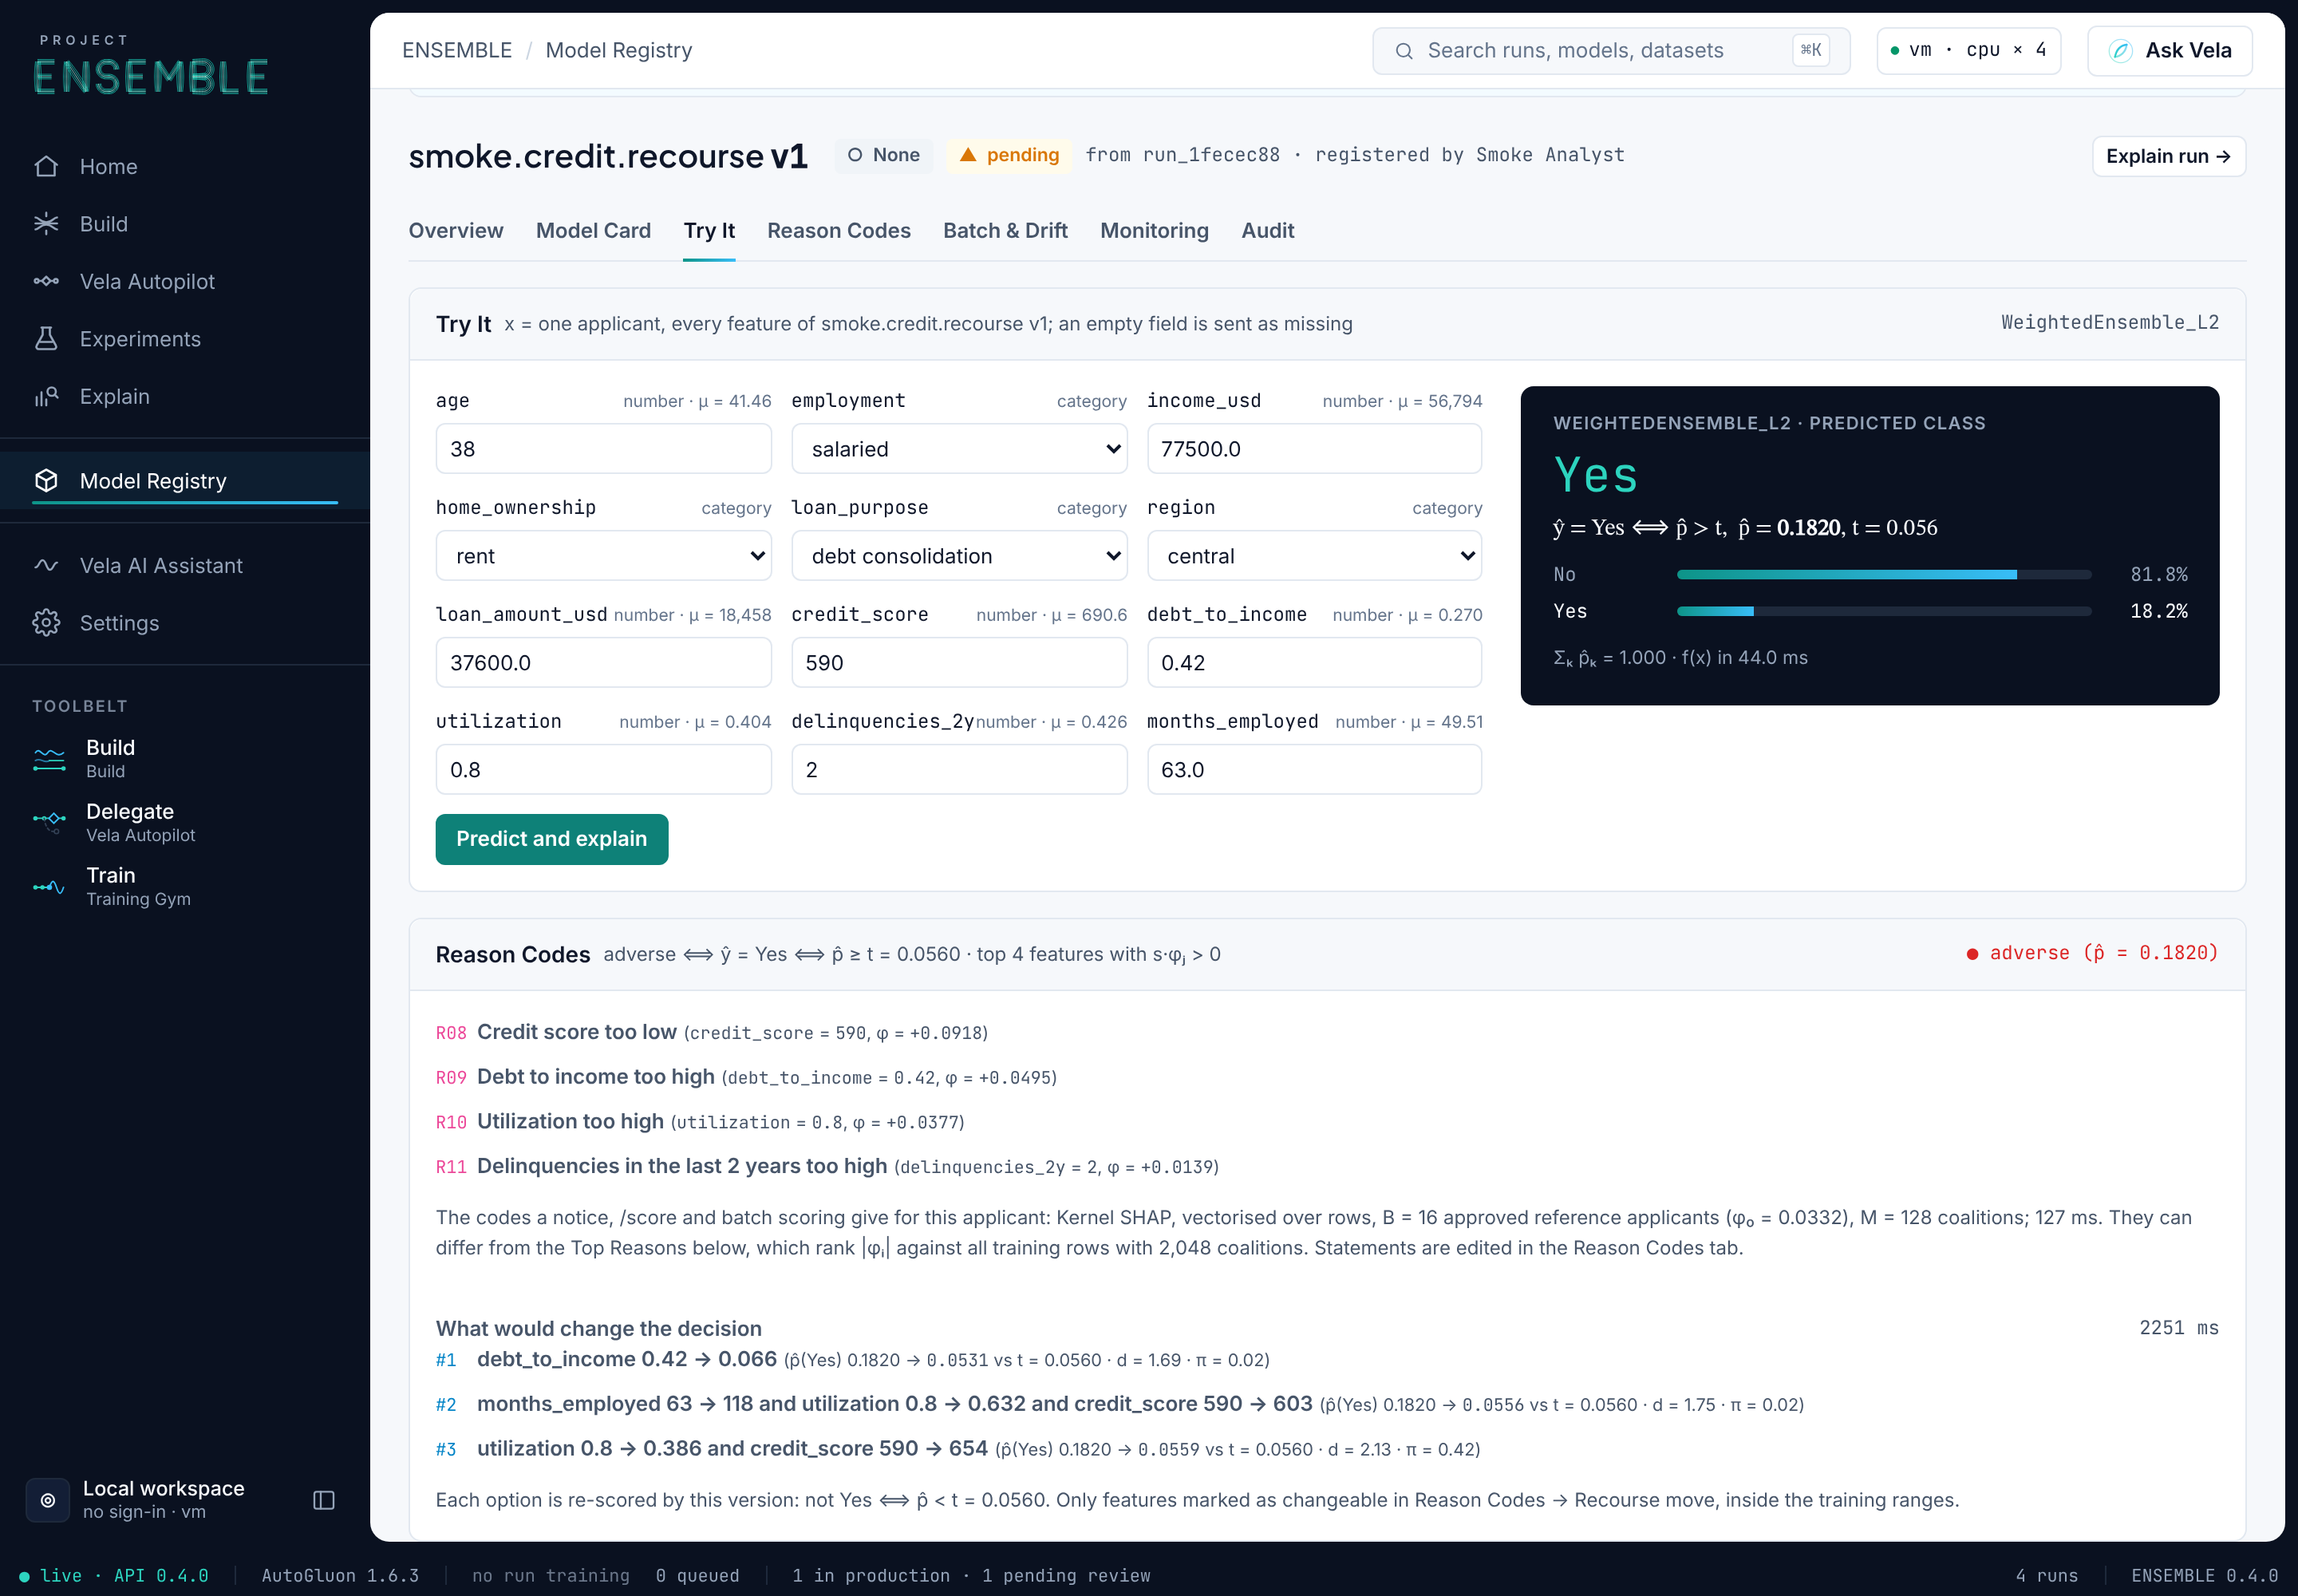 PROJECT
ENSEMBLE
Home
Build
Vela Autopilot
Experiments
Explain
Model Registry
Vela AI Assistant
Settings
TOOLBELT
Build
Build
Delegate
Vela Autopilot
Train
Training Gym
Local workspace
no sign-in · vm
ENSEMBLE / Model Registry
Search runs, models, datasets ⌘K
vm · cpu × 4
Ask Vela
smoke.credit.recourse v1 None pending from run_1fecec88 · registered by Smoke Analyst
Explain run →
Overview Model Card Try It Reason Codes Batch & Drift Monitoring Audit
Try It x = one applicant, every feature of smoke.credit.recourse v1; an empty field is sent as missing WeightedEnsemble_L2
age number · μ = 41.46 employment category income_usd number · μ = 56,794
38 salaried 77500.0
home_ownership category loan_purpose category region category
rent debt consolidation central
loan_amount_usd number · μ = 18,458 credit_score number · μ = 690.6 debt_to_income number · μ = 0.270
37600.0 590 0.42
utilization number · μ = 0.404 delinquencies_2y number · μ = 0.426 months_employed number · μ = 49.51
0.8 2 63.0
Predict and explain
WEIGHTEDENSEMBLE_L2 · PREDICTED CLASS
Yes
ŷ = Yes ⟺ p̂ > t, p̂ = 0.1820, t = 0.056
No 81.8%
Yes 18.2%
Σₖ p̂ₖ = 1.000 · f(x) in 44.0 ms
Reason Codes adverse ⟺ ŷ = Yes ⟺ p̂ ≥ t = 0.0560 · top 4 features with s·φⱼ > 0 adverse (p̂ = 0.1820)
R08 Credit score too low (credit_score = 590, φ = +0.0918)
R09 Debt to income too high (debt_to_income = 0.42, φ = +0.0495)
R10 Utilization too high (utilization = 0.8, φ = +0.0377)
R11 Delinquencies in the last 2 years too high (delinquencies_2y = 2, φ = +0.0139)
The codes a notice, /score and batch scoring give for this applicant: Kernel SHAP, vectorised over rows, B = 16 approved reference applicants (φ₀ = 0.0332), M = 128 coalitions; 127 ms. They can
differ from the Top Reasons below, which rank |φᵢ| against all training rows with 2,048 coalitions. Statements are edited in the Reason Codes tab.
What would change the decision 2251 ms
#1 debt_to_income 0.42 → 0.066 (p̂(Yes) 0.1820 → 0.0531 vs t = 0.0560 · d = 1.69 · π = 0.02)
#2 months_employed 63 → 118 and utilization 0.8 → 0.632 and credit_score 590 → 603 (p̂(Yes) 0.1820 → 0.0556 vs t = 0.0560 · d = 1.75 · π = 0.02)
#3 utilization 0.8 → 0.386 and credit_score 590 → 654 (p̂(Yes) 0.1820 → 0.0559 vs t = 0.0560 · d = 2.13 · π = 0.42)
Each option is re-scored by this version: not Yes ⟺ p̂ < t = 0.0560. Only features marked as changeable in Reason Codes → Recourse move, inside the training ranges.
live · API 0.4.0 AutoGluon 1.6.3 no run training 0 queued 1 in production · 1 pending review 4 runs ENSEMBLE 0.4.0